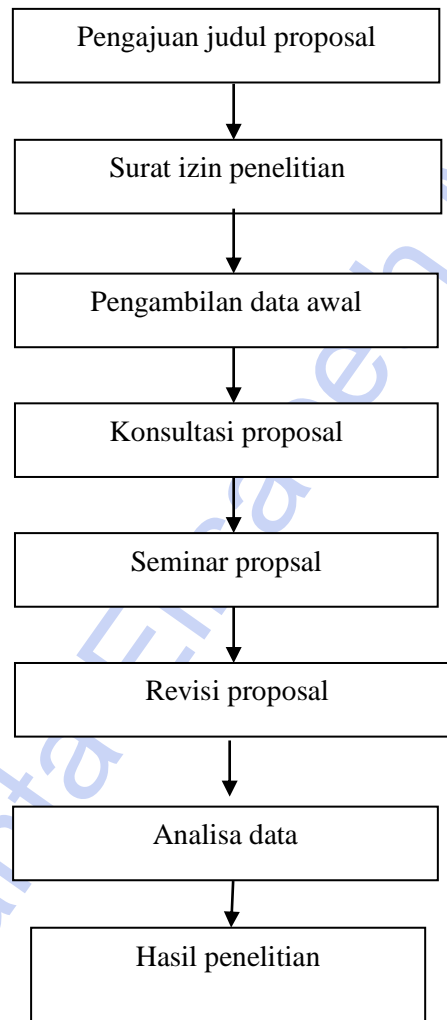 Pengajuan judul proposal
Surat izin penelitian
Pengambilan data awal
Konsultasi proposal
Seminar propsal
Revisi proposal
Analisa data
Hasil penelitian